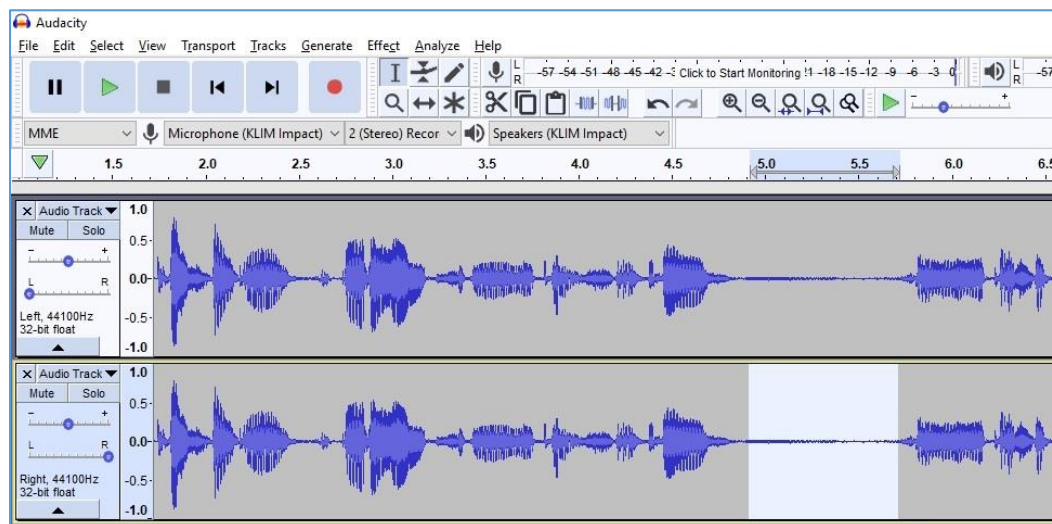 Audacity
File Edit Select View Transport Tracks Generate Effect Analyze Help
L
R
-57 -54 -51 -48 -45 -42 -3 Click to Start Monitoring !1 -18 -15 -12 -9 -6 -3 0
L
R
-57
- +
MME
Microphone (KLIM Impact)
2 (Stereo) Recor
Speakers (KLIM Impact)
1.5 2.0 2.5 3.0 3.5 4.0 4.5 5.0 5.5 6.0 6.5
× Audio Track
Mute Solo
- +
L R
Left, 44100Hz
32-bit float
1.0
0.5
0.0
-0.5
-1.0
× Audio Track
Mute Solo
- +
L R
Right, 44100Hz
32-bit float
1.0
0.5
0.0
-0.5
-1.0